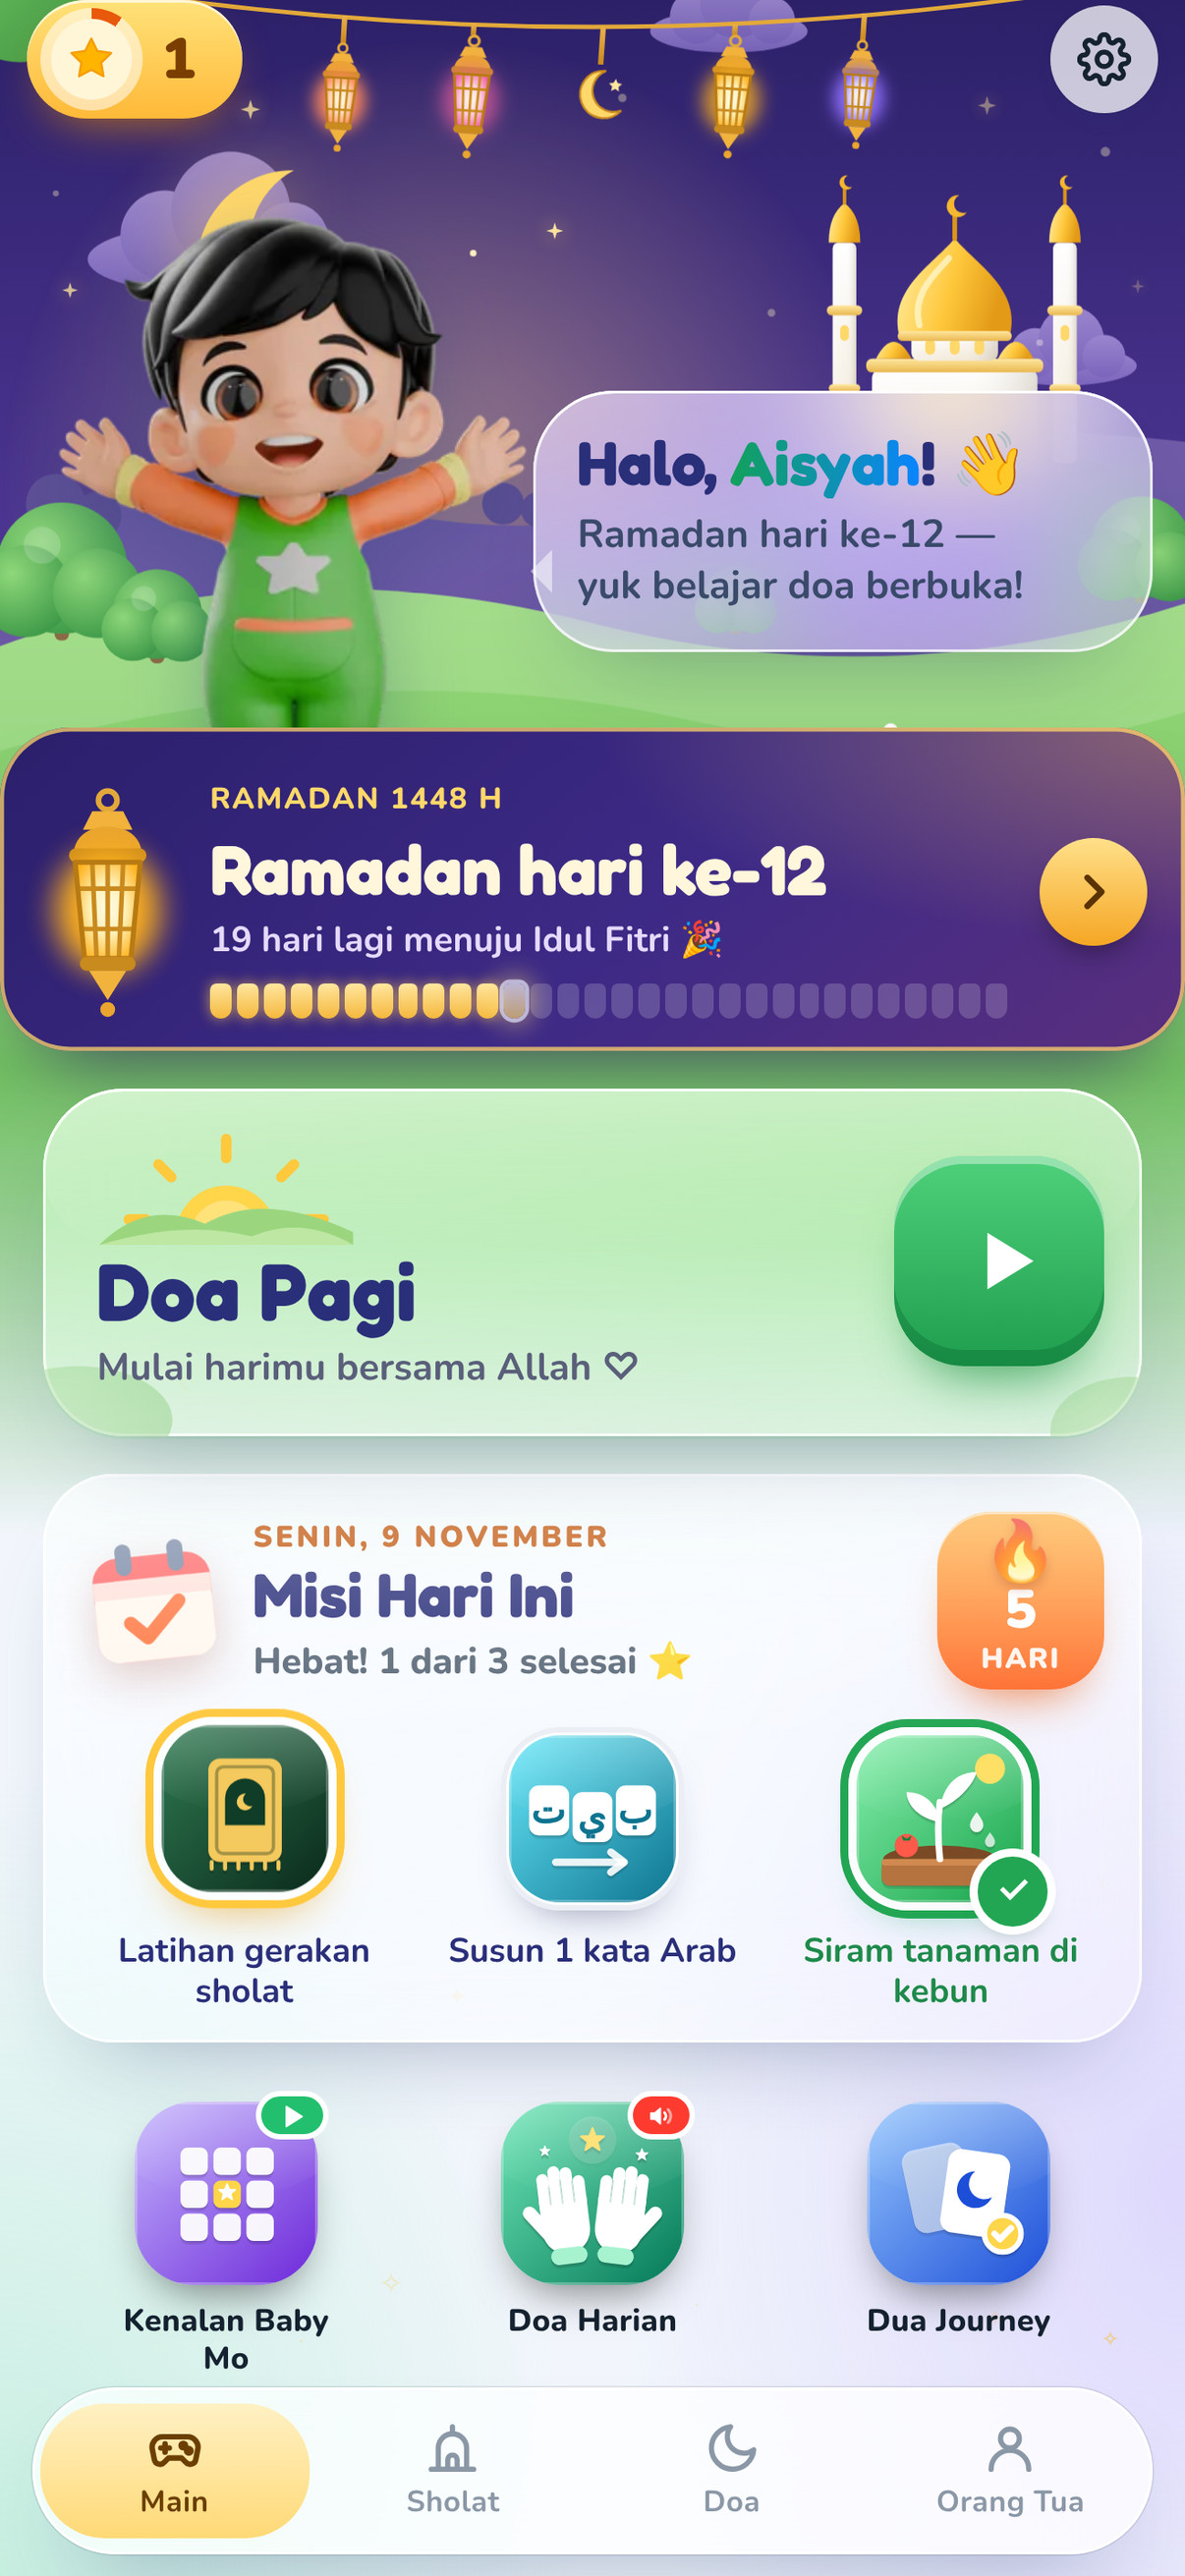 1
Halo, Aisyah! 👋
Ramadan hari ke-12 —
yuk belajar doa berbuka!
RAMADAN 1448 H
Ramadan hari ke-12
19 hari lagi menuju Idul Fitri 🎉
Doa Pagi
Mulai harimu bersama Allah ♡
SENIN, 9 NOVEMBER
Misi Hari Ini
Hebat! 1 dari 3 selesai ⭐
🔥
5
HARI
ب ي ت
Latihan gerakan
sholat
Susun 1 kata Arab
Siram tanaman di
kebun
Kenalan Baby
Mo
Doa Harian
Dua Journey
Main
Sholat
Doa
Orang Tua